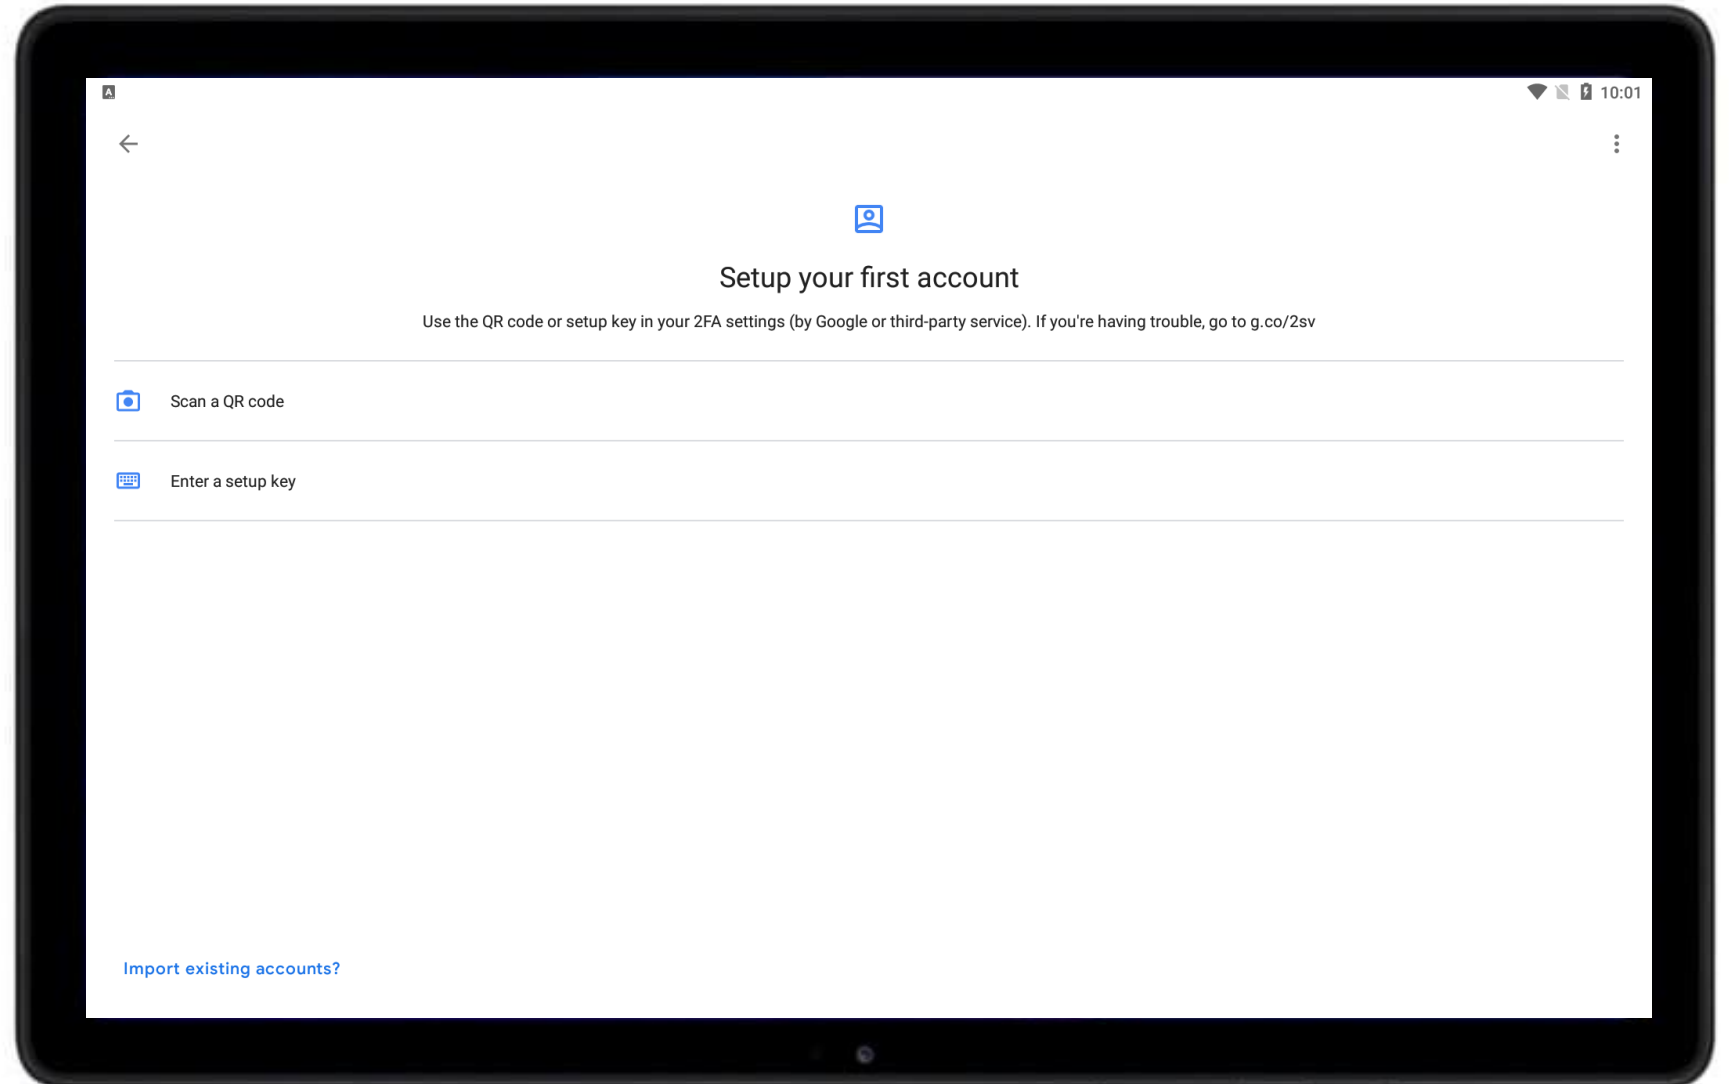 A
10:01
Setup your first account
Use the QR code or setup key in your 2FA settings (by Google or third-party service). If you're having trouble, go to g.co/2sv
Scan a QR code
Enter a setup key
Import existing accounts?